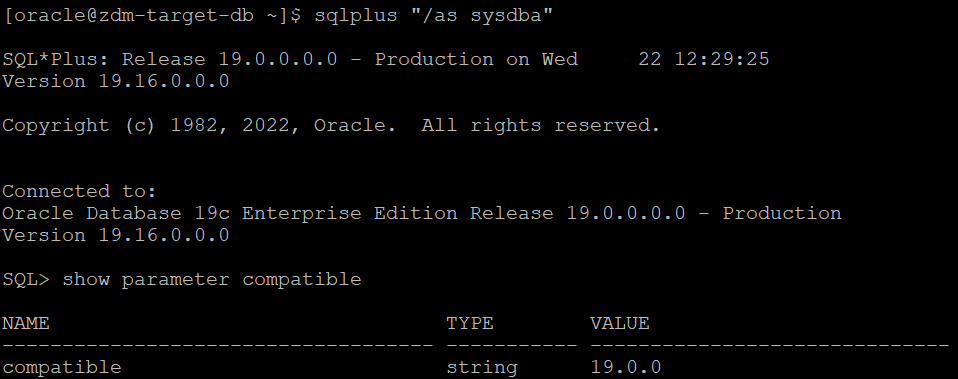 [oracle@zdm-target-db ~]$ sqlplus "/as sysdba"
SQL*Plus: Release 19.0.0.0.0 - Production on Wed     22 12:29:25
Version 19.16.0.0.0
Copyright (c) 1982, 2022, Oracle.  All rights reserved.
Connected to:
Oracle Database 19c Enterprise Edition Release 19.0.0.0.0 - Production
Version 19.16.0.0.0
SQL> show parameter compatible
NAME                                 TYPE        VALUE
------------------------------------ ----------- ------------------------------
compatible                           string      19.0.0